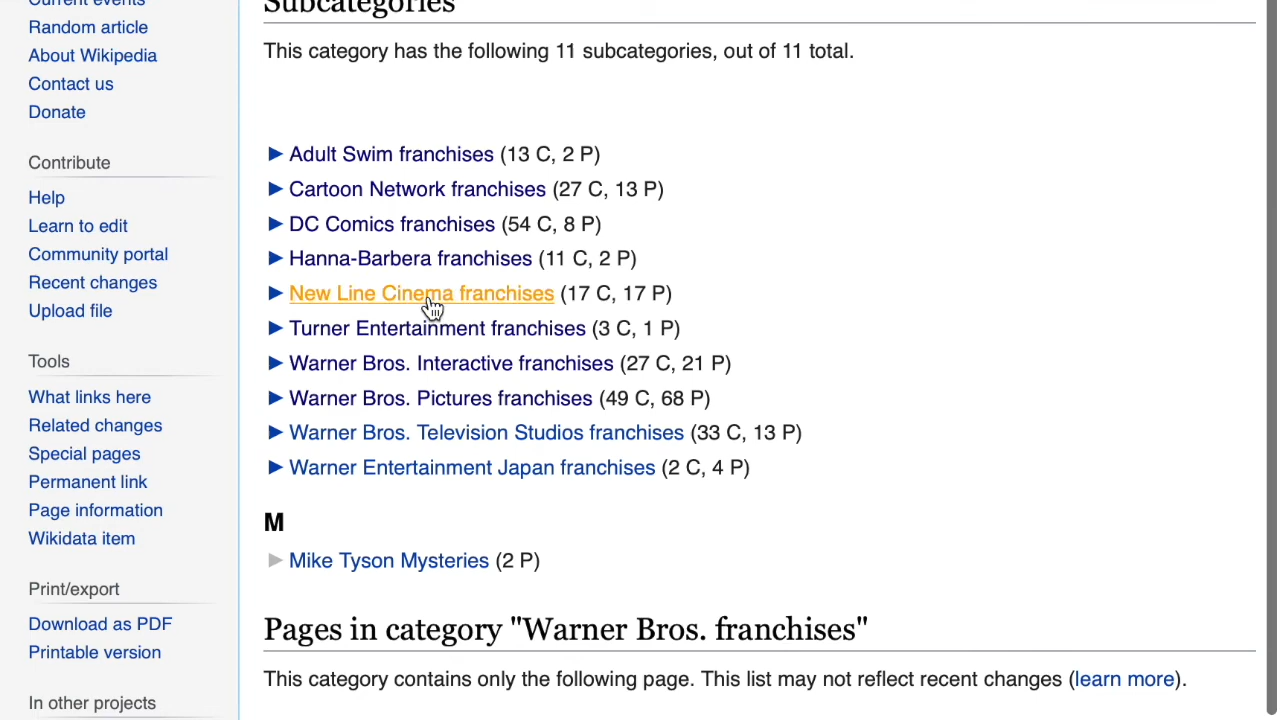 Current events
Random article
About Wikipedia
Contact us
Donate
Contribute
Help
Learn to edit
Community portal
Recent changes
Upload file
Tools
What links here
Related changes
Special pages
Permanent link
Page information
Wikidata item
Print/export
Download as PDF
Printable version
In other projects
Subcategories
This category has the following 11 subcategories, out of 11 total.
► Adult Swim franchises (13 C, 2 P)
► Cartoon Network franchises (27 C, 13 P)
► DC Comics franchises (54 C, 8 P)
► Hanna-Barbera franchises (11 C, 2 P)
► New Line Cinema franchises (17 C, 17 P)
► Turner Entertainment franchises (3 C, 1 P)
► Warner Bros. Interactive franchises (27 C, 21 P)
► Warner Bros. Pictures franchises (49 C, 68 P)
► Warner Bros. Television Studios franchises (33 C, 13 P)
► Warner Entertainment Japan franchises (2 C, 4 P)
M
► Mike Tyson Mysteries (2 P)
Pages in category "Warner Bros. franchises"
This category contains only the following page. This list may not reflect recent changes (learn more).